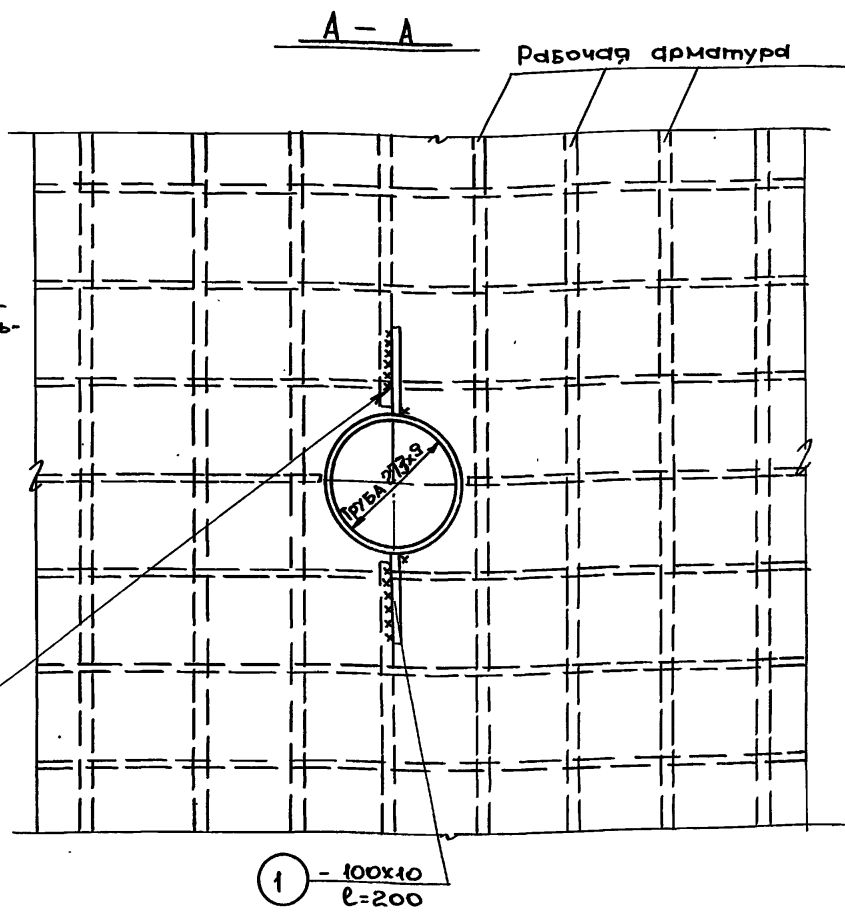 А - А
Рабочая арматура
ь-
ТРУБА 273х9
1 - 100х10
ℓ=200